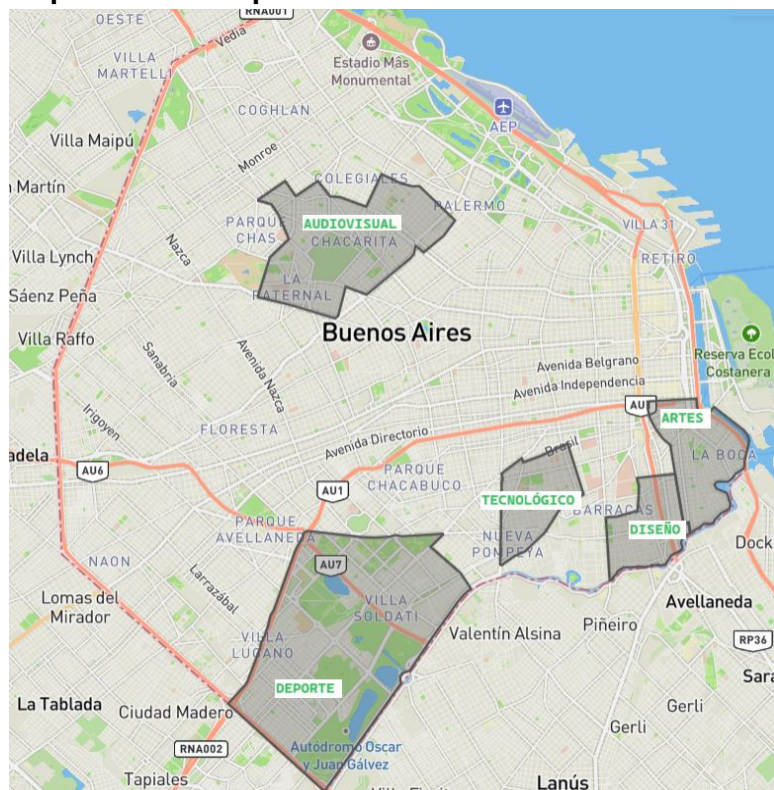 RNA001
OESTE
Vedia
VILLA
MARTELLI
Estadio Más
Monumental
COGHLAN
AEP
Villa Maipú
Monroe
Martín
COLEGIALES
PALERMO
PARQUE
CHAS
AUDIOVISUAL
CHACARITA
VILLA 31
RETIRO
Nazca
Villa Lynch
LA
PATERNAL
Sáenz Peña
Buenos Aires
Villa Raffo
Reserva Ecol
Costanera
Sanabria
Avenida Nazca
Avenida Belgrano
Avenida Independencia
Irigoyen
ARTES
FLORESTA
Avenida Directorio
Brasil
LA BOCA
adela
AU6
PARQUE
CHACABUCO
AU1
TECNOLÓGICO
BARRACAS
PARQUE
AVELLANEDA
NUEVA
POMPEYA
DISEÑO
Dock
NAON
AU7
Larrazábal
Lomas del
Mirador
VILLA
SOLDATI
Avellaneda
Piñeiro
Valentín Alsina
VILLA
LUGANO
RP36
Sara
DEPORTE
La Tablada
Ciudad Madero
Gerli
Gerli
RNA002
Autódromo Oscar
y Juan Gálvez
Tapiales
Lanús